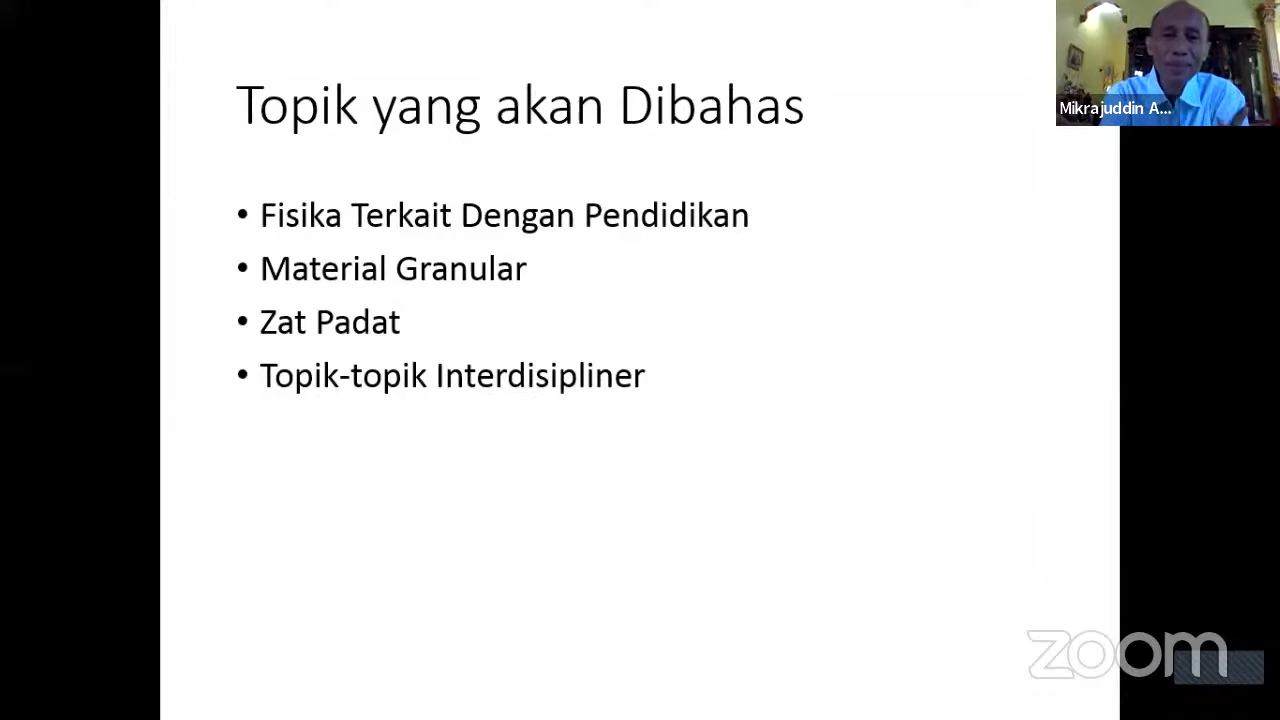 Topik yang akan Dibahas
• Fisika Terkait Dengan Pendidikan
• Material Granular
• Zat Padat
• Topik-topik Interdisipliner
Mikrajuddin A...
zoom